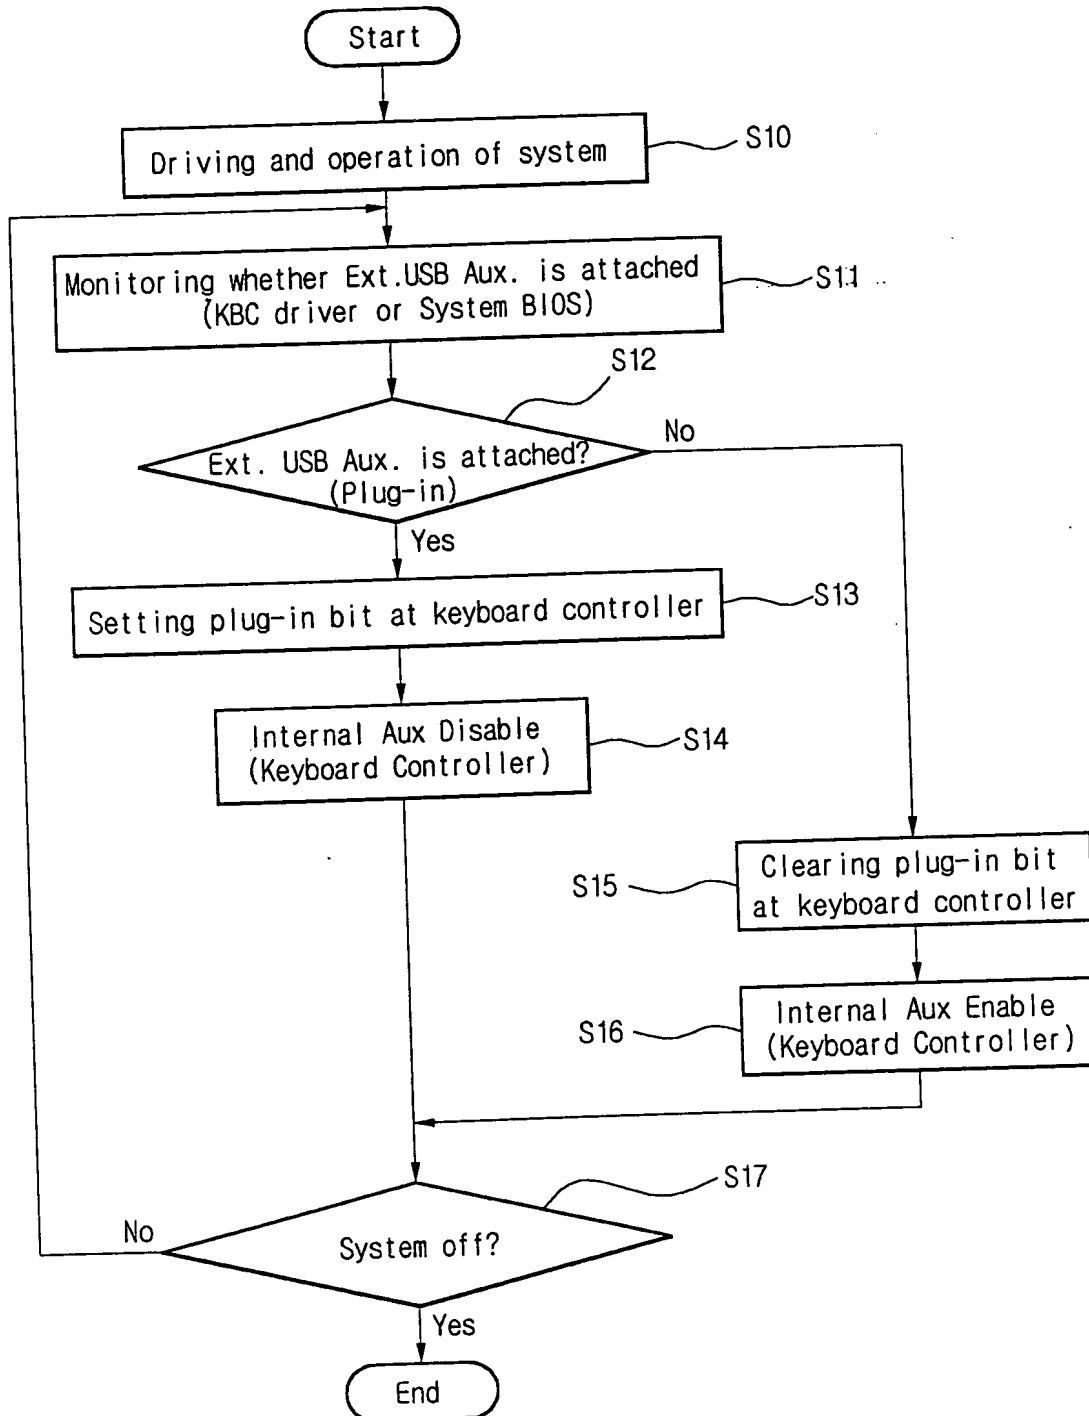 Start
Driving and operation of system
S10
Monitoring whether Ext.USB Aux. is attached
(KBC driver or System BIOS)
S11
S12
Ext. USB Aux. is attached?
(Plug-in)
No
Yes
Setting plug-in bit at keyboard controller
S13
Internal Aux Disable
(Keyboard Controller)
S14
S15
Clearing plug-in bit
at keyboard controller
S16
Internal Aux Enable
(Keyboard Controller)
S17
No
System off?
Yes
End